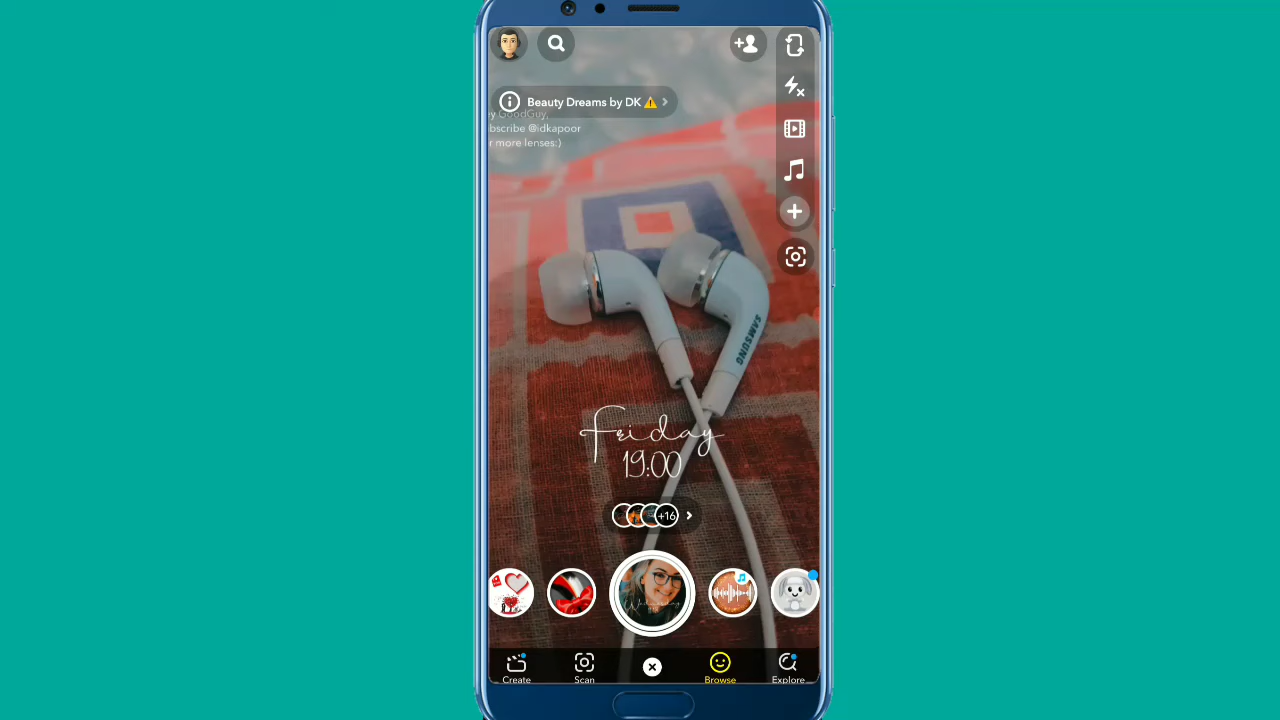 Beauty Dreams by DK ⚠️
y GoodGuy,
bscribe @idkapoor
r more lenses:)
SAMSUNG
Friday
19:00
+16
Create
Scan
Browse
Explore